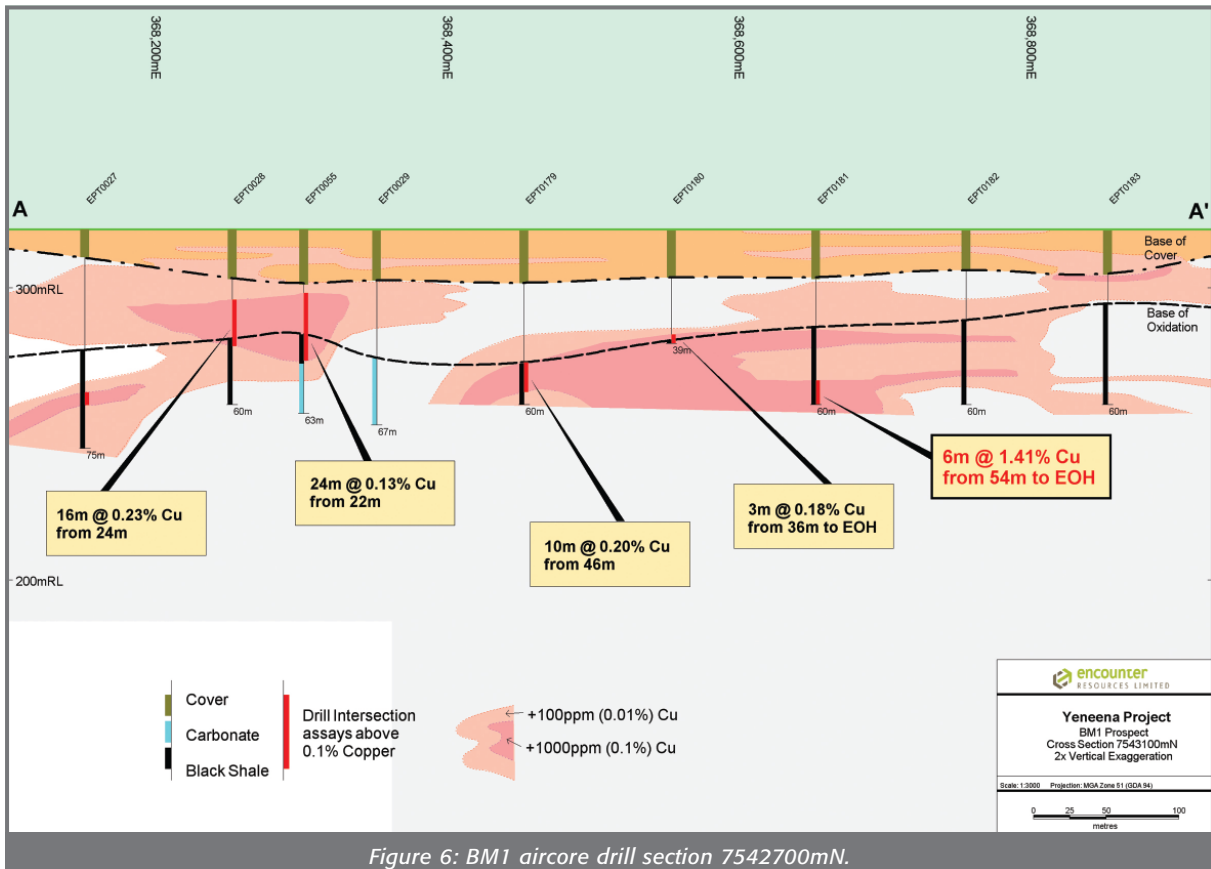 368,200mE
368,400mE
368,600mE
368,800mE
EPT0027
EPT0028
EPT0055
EPT0029
EPT0179
EPT0180
EPT0181
EPT0182
EPT0183
A
A'
Base of
Cover
300mRL
Base of
Oxidation
39m
60m
63m
67m
60m
60m
60m
60m
75m
16m @ 0.23% Cu
from 24m
24m @ 0.13% Cu
from 22m
10m @ 0.20% Cu
from 46m
3m @ 0.18% Cu
from 36m to EOH
6m @ 1.41% Cu
from 54m to EOH
200mRL
Cover
Carbonate
Black Shale
Drill Intersection
assays above
0.1% Copper
+100ppm (0.01%) Cu
+1000ppm (0.1%) Cu
encounter
RESOURCES LIMITED
Yeneena Project
BM1 Prospect
Cross Section 7543100mN
2x Vertical Exaggeration
Scale: 1:3000 Projection: MGA Zone 51 (GDA 94)
0 25 50 100
metres
Figure 6: BM1 aircore drill section 7542700mN.